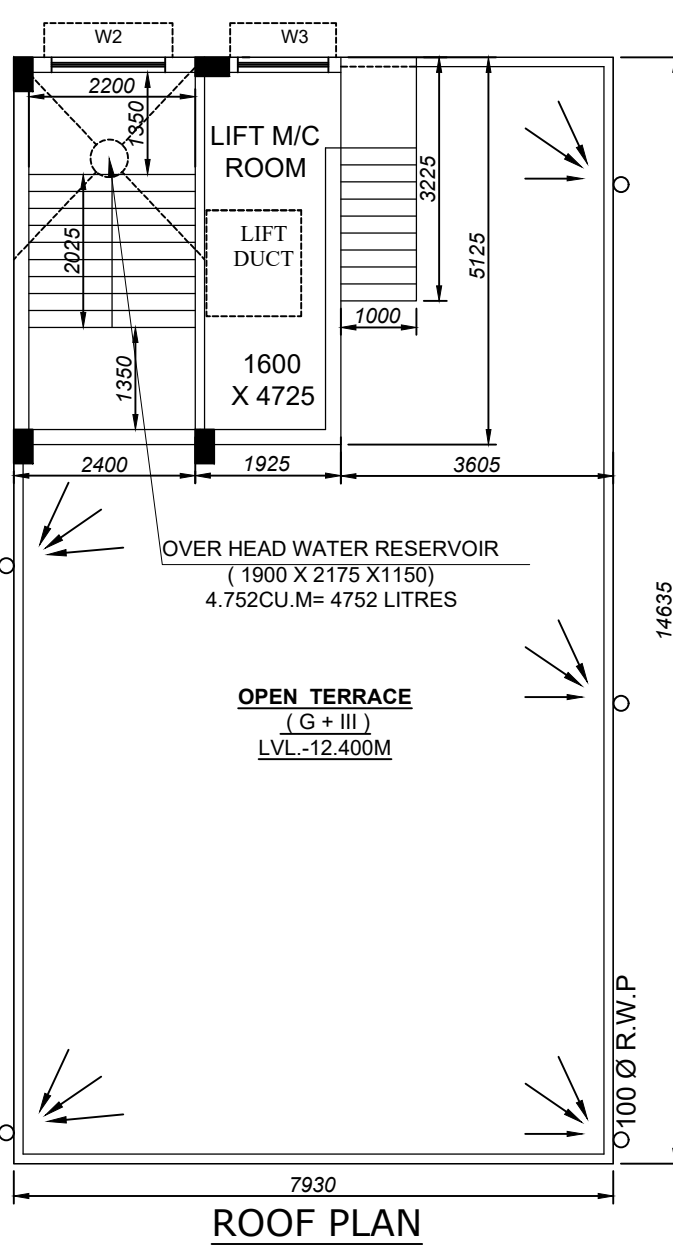 W2
W3
2200
1350
LIFT M/C
ROOM
LIFT
DUCT
2025
3225
5125
1000
1350
1600
X 4725
2400
1925
3605
OVER HEAD WATER RESERVOIR
( 1900 X 2175 X1150)
4.752CU.M= 4752 LITRES
14635
OPEN TERRACE
( G + III )
LVL.-12.400M
100 Ø R.W.P
7930
ROOF PLAN